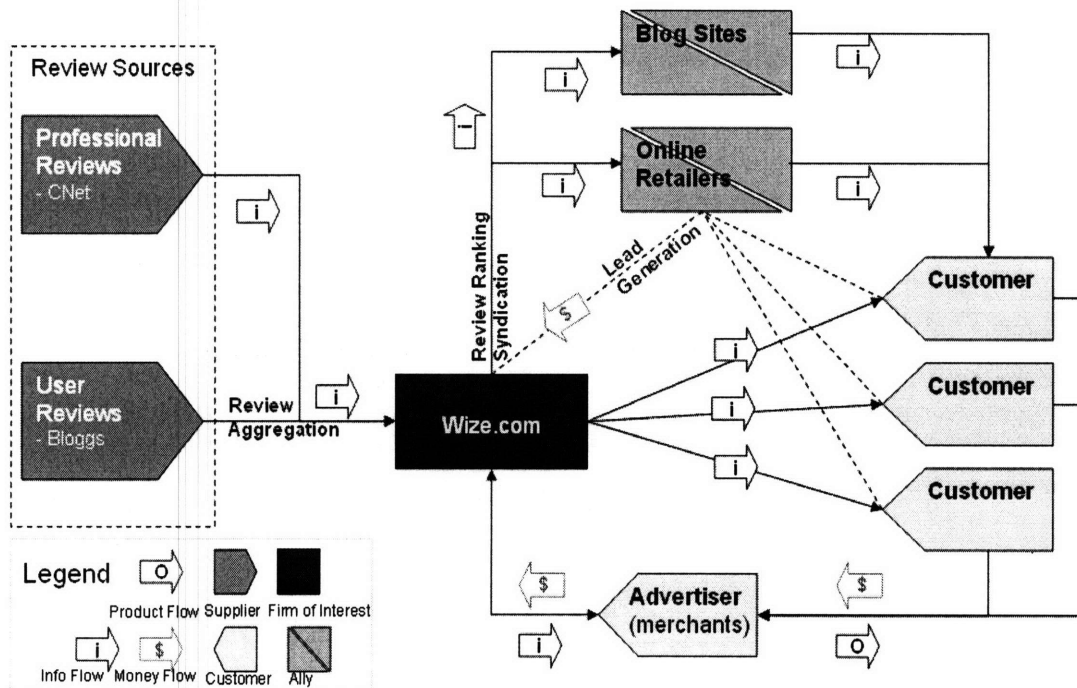 Review Sources
Professional
Reviews
- CNet
i
User
Reviews
- Bloggs
Review
Aggregation
i
Wize.com
Review Ranking
Syndication
i
i
Blog Sites
i
i
Online
Retailers
i
Lead
Generation
$
i
i
i
Customer
Customer
Customer
$
i
Advertiser
(merchants)
$
O
Legend
O
Product Flow
Supplier
Firm of Interest
i
Info Flow
$
Money Flow
Customer
Ally